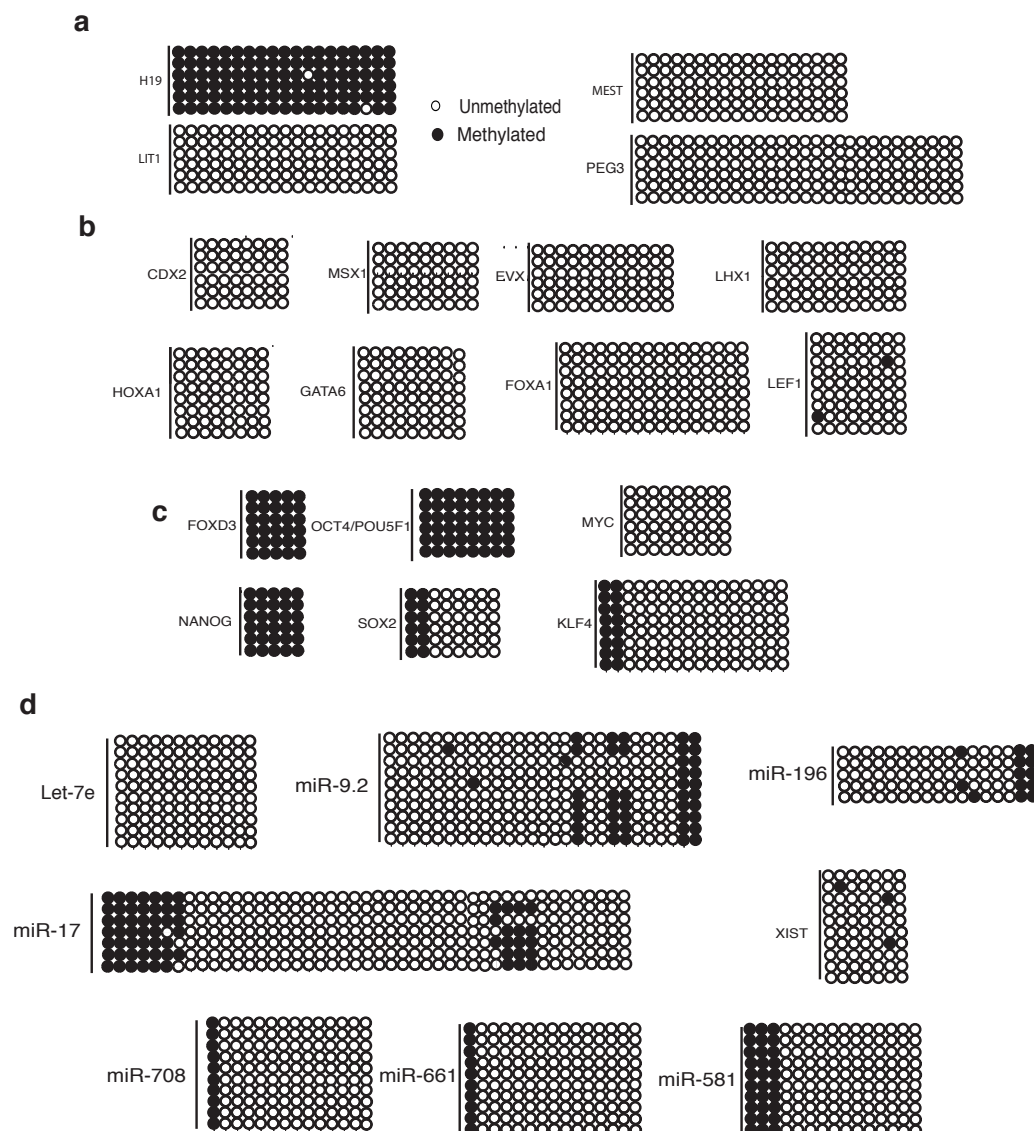 a
H19
LIT1
Unmethylated
Methylated
MEST
PEG3
b
CDX2
MSX1
EVX
LHX1
HOXA1
GATA6
FOXA1
LEF1
c
FOXD3
OCT4/POU5F1
MYC
NANOG
SOX2
KLF4
d
Let-7e
miR-9.2
miR-196
miR-17
XIST
miR-708
miR-661
miR-581